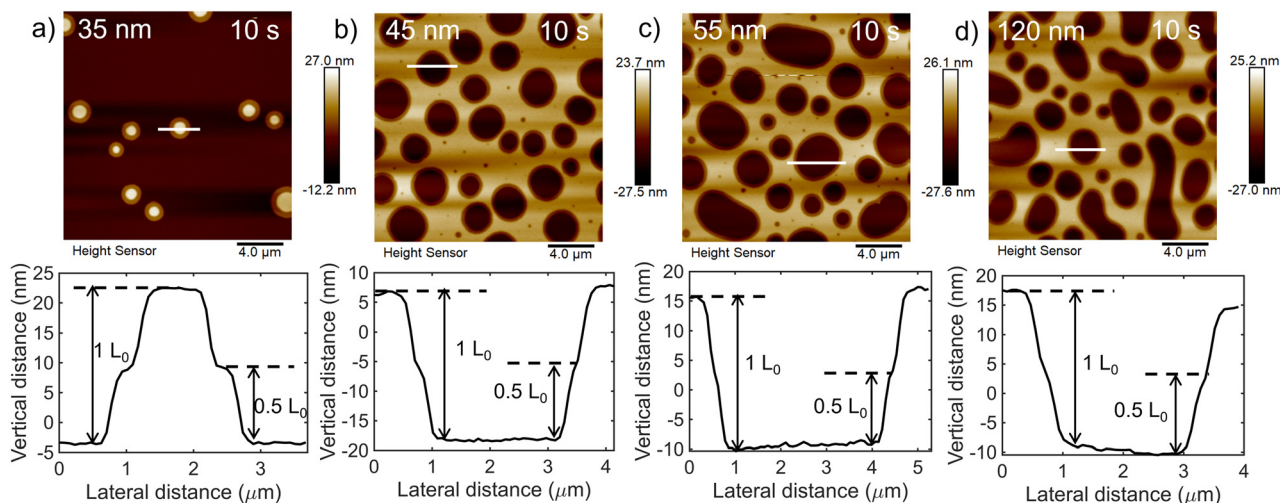 a) 35 nm 10 s
27.0 nm
-12.2 nm
Height Sensor
4.0 μm
b) 45 nm 10 s
23.7 nm
-27.5 nm
Height Sensor
4.0 μm
c) 55 nm 10 s
26.1 nm
-27.6 nm
Height Sensor
4.0 μm
d) 120 nm 10 s
25.2 nm
-27.0 nm
Height Sensor
4.0 μm
Vertical distance (nm)
25
20
15
10
5
0
-5
1 L0
0.5 L0
0 1 2 3
Lateral distance (μm)
Vertical distance (nm)
10
5
0
-5
-10
-15
-20
1 L0
0.5 L0
0 1 2 3 4
Lateral distance (μm)
Vertical distance (nm)
20
15
10
5
0
-5
-10
1 L0
0.5 L0
0 1 2 3 4 5
Lateral distance (μm)
Vertical distance (nm)
20
15
10
5
0
-5
-10
1 L0
0.5 L0
0 1 2 3 4
Lateral distance (μm)